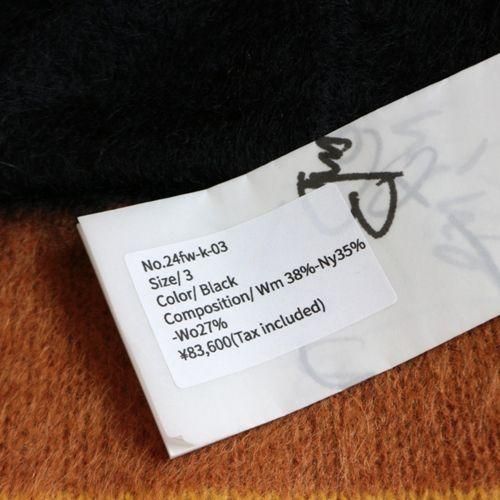 No.24fw-k-03
Size/ 3
Color/ Black
Composition/ Wm 38%-Ny35%
-Wo27%
¥83,600(Tax included)